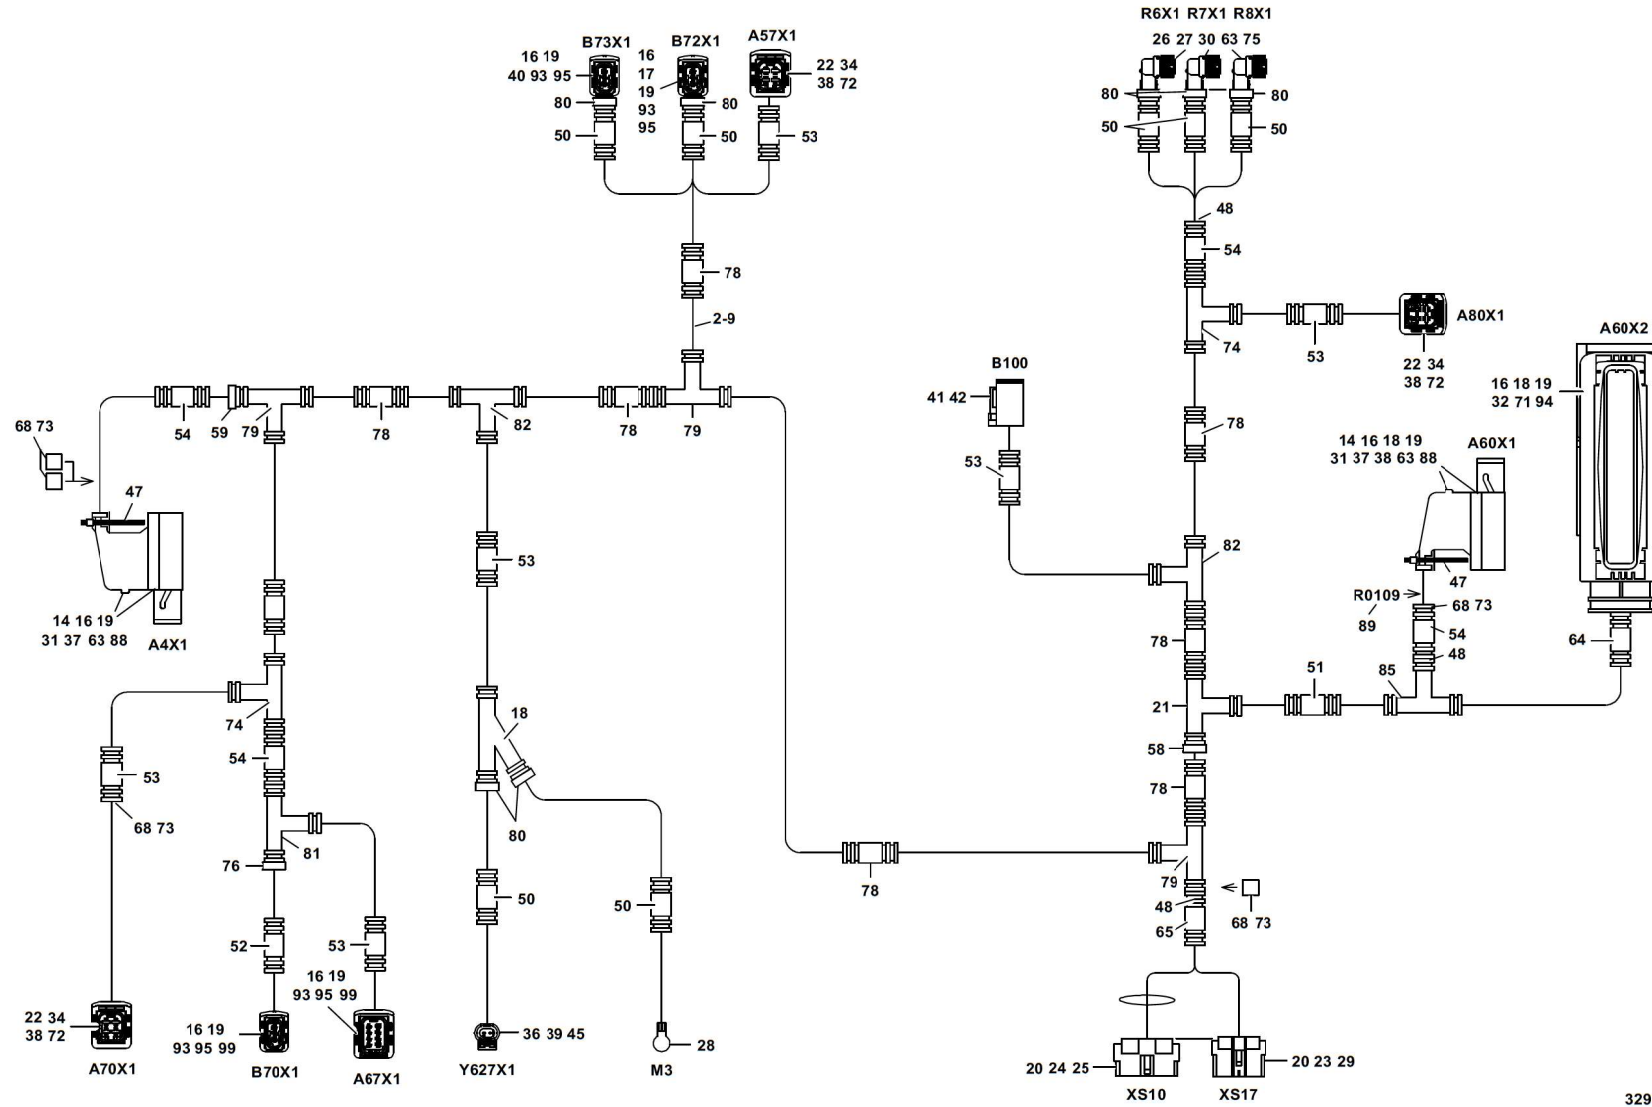 R6X1 R7X1 R8X1
26 27 30 63 75
B73X1
B72X1
A57X1
16 19
40 93 95
16
17
19
93
95
22 34
38 72
80
80
80
80
50
50
53
50
50
48
54
78
2-9
74
53
A80X1
22 34
38 72
A60X2
16 18 19
32 71 94
B100
41 42
78
54
59
79
78
82
78
79
68 73
14 16 18 19
31 37 38 63 88
A60X1
53
47
82
53
47
R0109
89
68 73
54
48
64
14 16 19
31 37 63 88
A4X1
78
51
85
74
18
21
54
58
53
78
68 73
80
81
76
78
79
48
65
68 73
50
50
52
53
16 19
93 95 99
22 34
38 72
16 19
93 95 99
36 39 45
28
20 24 25
20 23 29
A70X1
B70X1
A67X1
Y627X1
M3
XS10
XS17
329